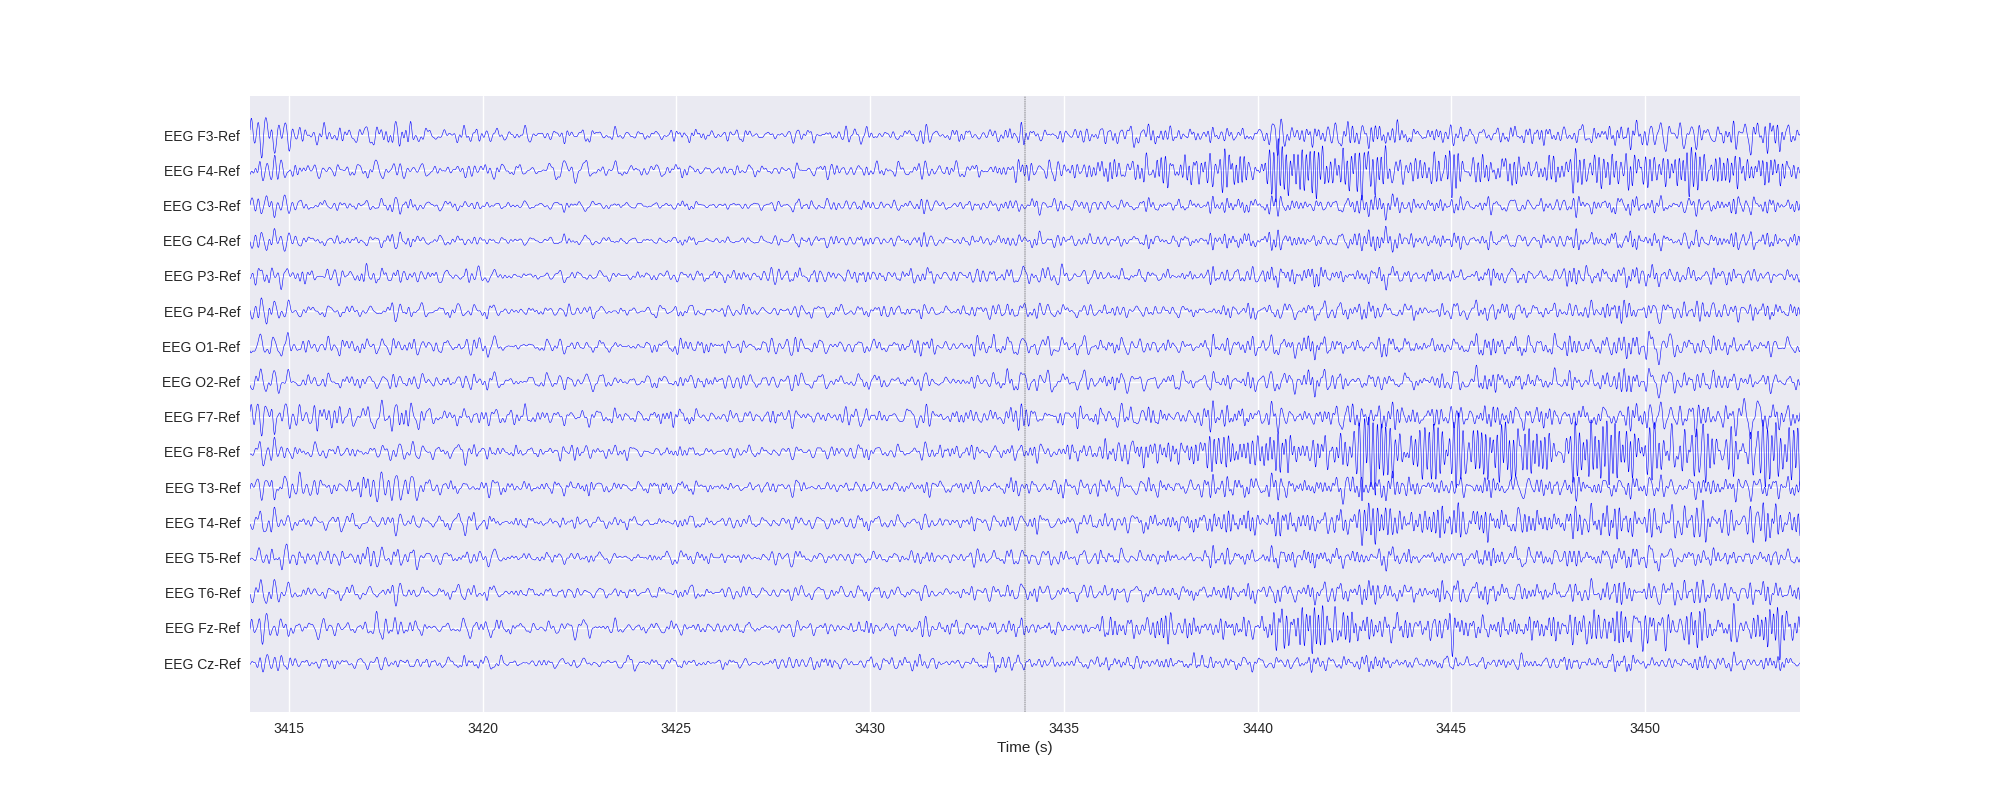 EEG F3-Ref
EEG F4-Ref
EEG C3-Ref
EEG C4-Ref
EEG P3-Ref
EEG P4-Ref
EEG O1-Ref
EEG O2-Ref
EEG F7-Ref
EEG F8-Ref
EEG T3-Ref
EEG T4-Ref
EEG T5-Ref
EEG T6-Ref
EEG Fz-Ref
EEG Cz-Ref
3415 3420 3425 3430 3435 3440 3445 3450
Time (s)